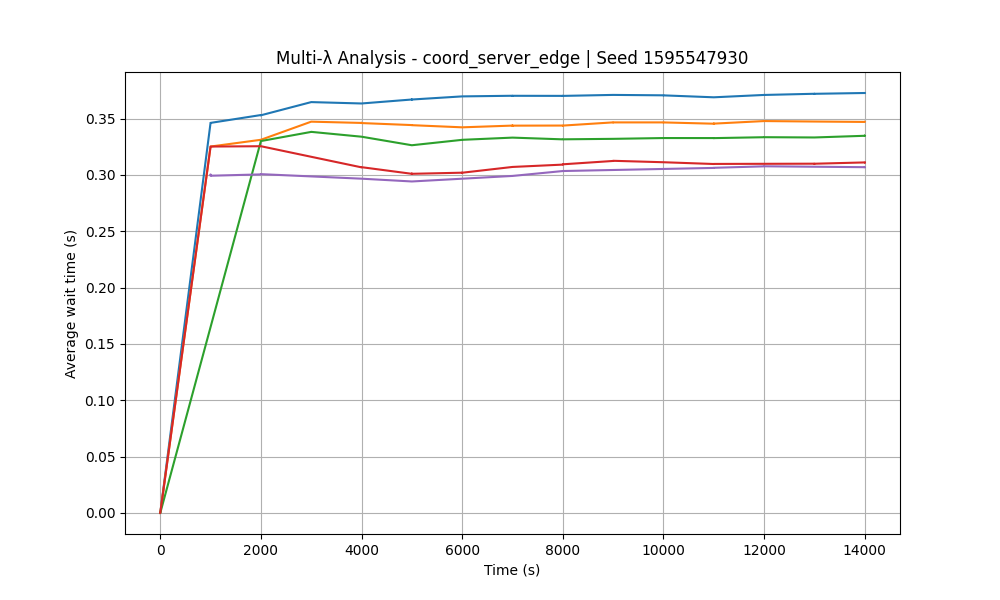 Multi-λ Analysis - coord_server_edge | Seed 1595547930
Average wait time (s)
0.35
0.30
0.25
0.20
0.15
0.10
0.05
0.00
0 2000 4000 6000 8000 10000 12000 14000
Time (s)